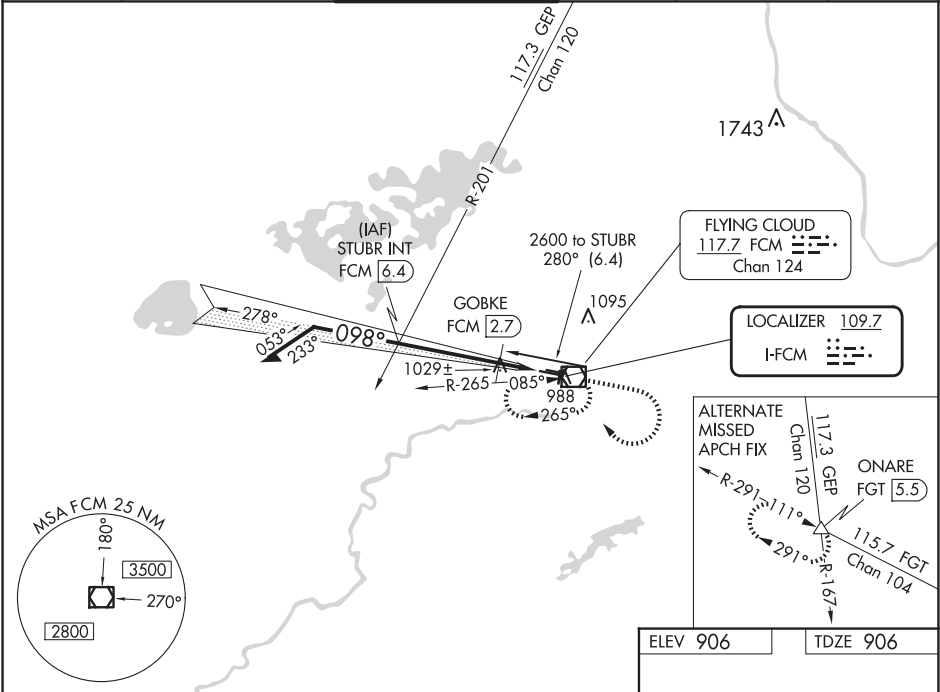 117.3 GEP
Chan 120
R-201
1743
(IAF)
STUBR INT
FCM 6.4
2600 to STUBR
280° (6.4)
FLYING CLOUD
117.7 FCM
Chan 124
GOBKE
FCM 2.7
1095
LOCALIZER 109.7
I-FCM
278°
053°
233°
098°
1029±
R-265
085°
988
265°
ALTERNATE
MISSED
APCH FIX
117.3 GEP
Chan 120
ONARE
FGT 5.5
R-291
111°
291°
R-167
115.7 FGT
Chan 104
MSA FCM 25 NM
180°
3500
270°
2800
ELEV 906
TDZE 906